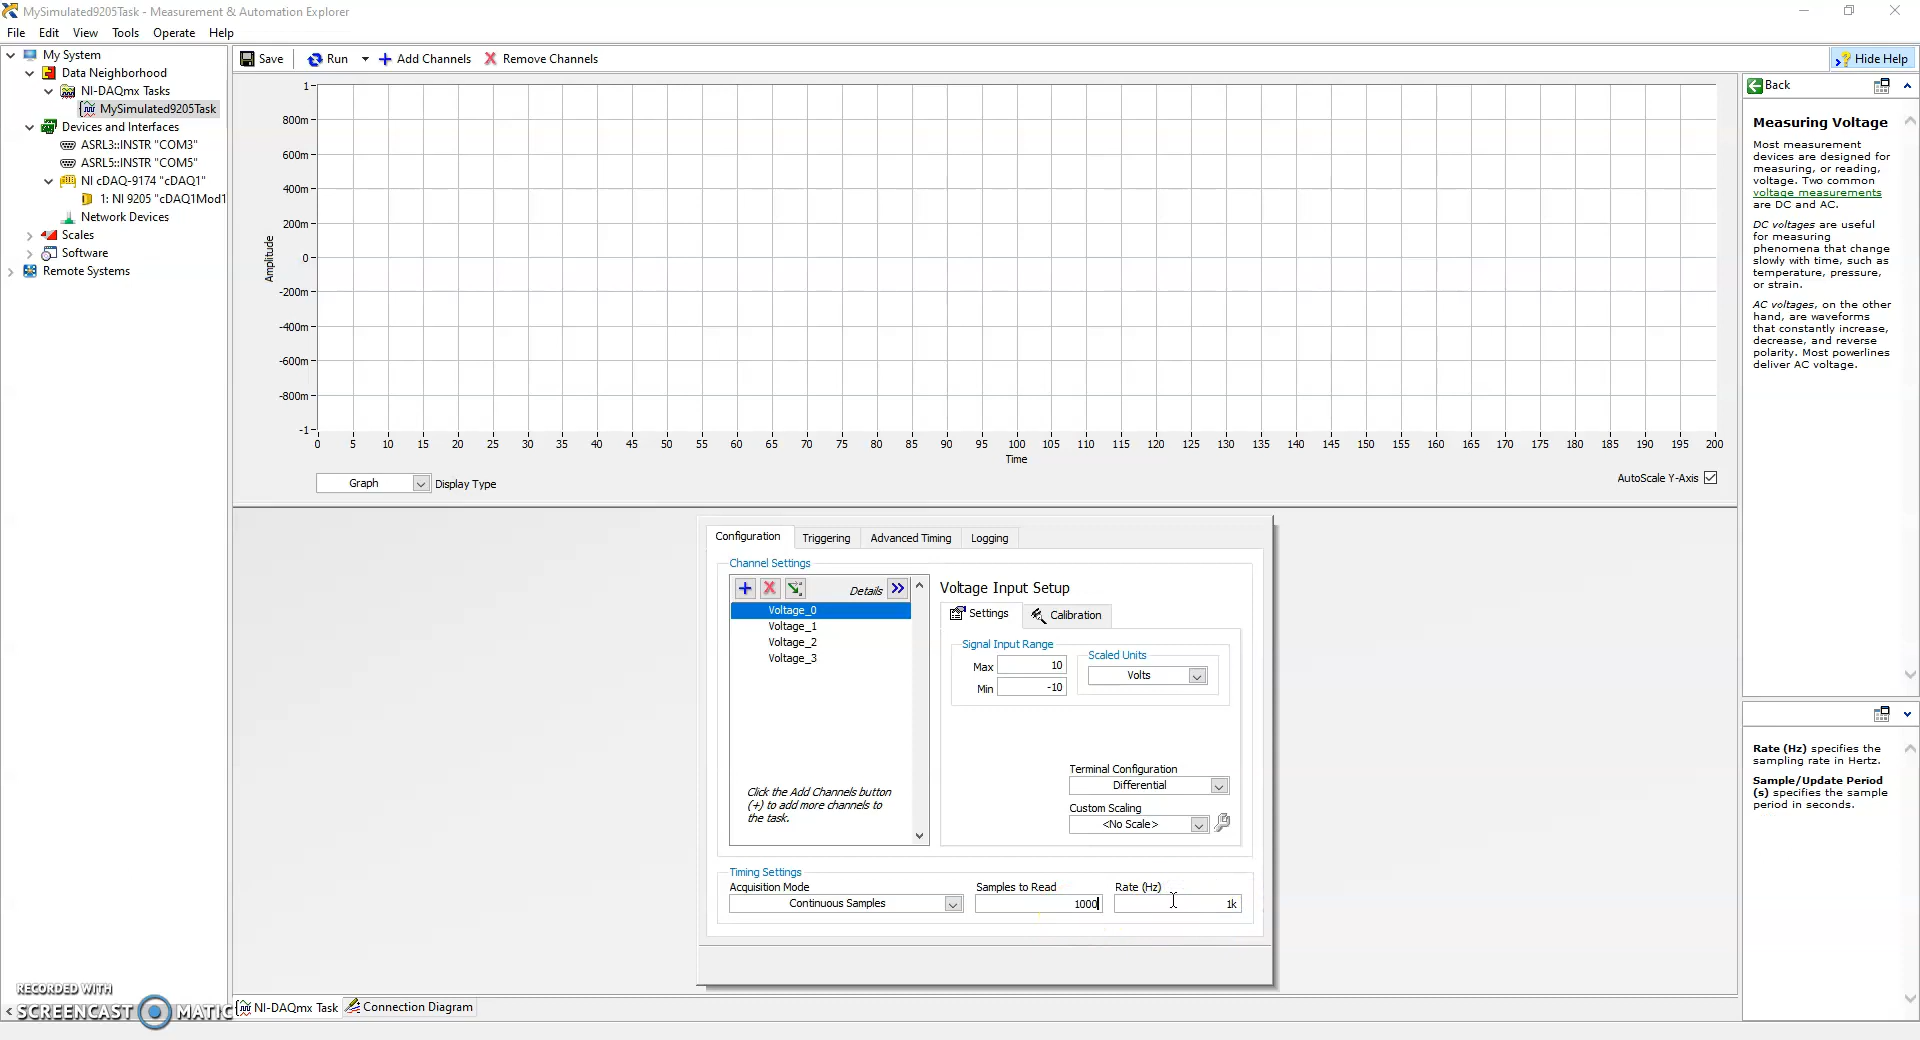 MySimulated9205Task - Measurement & Automation Explorer
File Edit View Tools Operate Help
My System
Data Neighborhood
NI-DAQmx Tasks
MySimulated9205Task
Devices and Interfaces
ASRL3::INSTR "COM3"
ASRL5::INSTR "COM5"
NI cDAQ-9174 "cDAQ1"
1: NI 9205 "cDAQ1Mod1
Network Devices
Scales
Software
Remote Systems
Save Run Add Channels Remove Channels
Hide Help
1
800m
600m
400m
200m
0
-200m
-400m
-600m
-800m
-1
Amplitude
0 5 10 15 20 25 30 35 40 45 50 55 60 65 70 75 80 85 90 95 100 105 110 115 120 125 130 135 140 145 150 155 160 165 170 175 180 185 190 195 200
Time
Graph Display Type
AutoScale Y-Axis
Configuration Triggering Advanced Timing Logging
Channel Settings
Details
Voltage_0
Voltage_1
Voltage_2
Voltage_3
Click the Add Channels button
(+) to add more channels to
the task.
Voltage Input Setup
Settings Calibration
Signal Input Range
Max 10
Min -10
Scaled Units
Volts
Terminal Configuration
Differential
Custom Scaling
<No Scale>
Timing Settings
Acquisition Mode Samples to Read Rate (Hz)
Continuous Samples 1000 1k
NI-DAQmx Task Connection Diagram
Back
Measuring Voltage
Most measurement
devices are designed for
measuring, or reading,
voltage. Two common
voltage measurements
are DC and AC.
DC voltages are useful
for measuring
phenomena that change
slowly with time, such as
temperature, pressure,
or strain.
AC voltages, on the other
hand, are waveforms
that constantly increase,
decrease, and reverse
polarity. Most powerlines
deliver AC voltage.
Rate (Hz) specifies the
sampling rate in Hertz.
Sample/Update Period
(s) specifies the sample
period in seconds.
RECORDED WITH
SCREENCAST MATIC